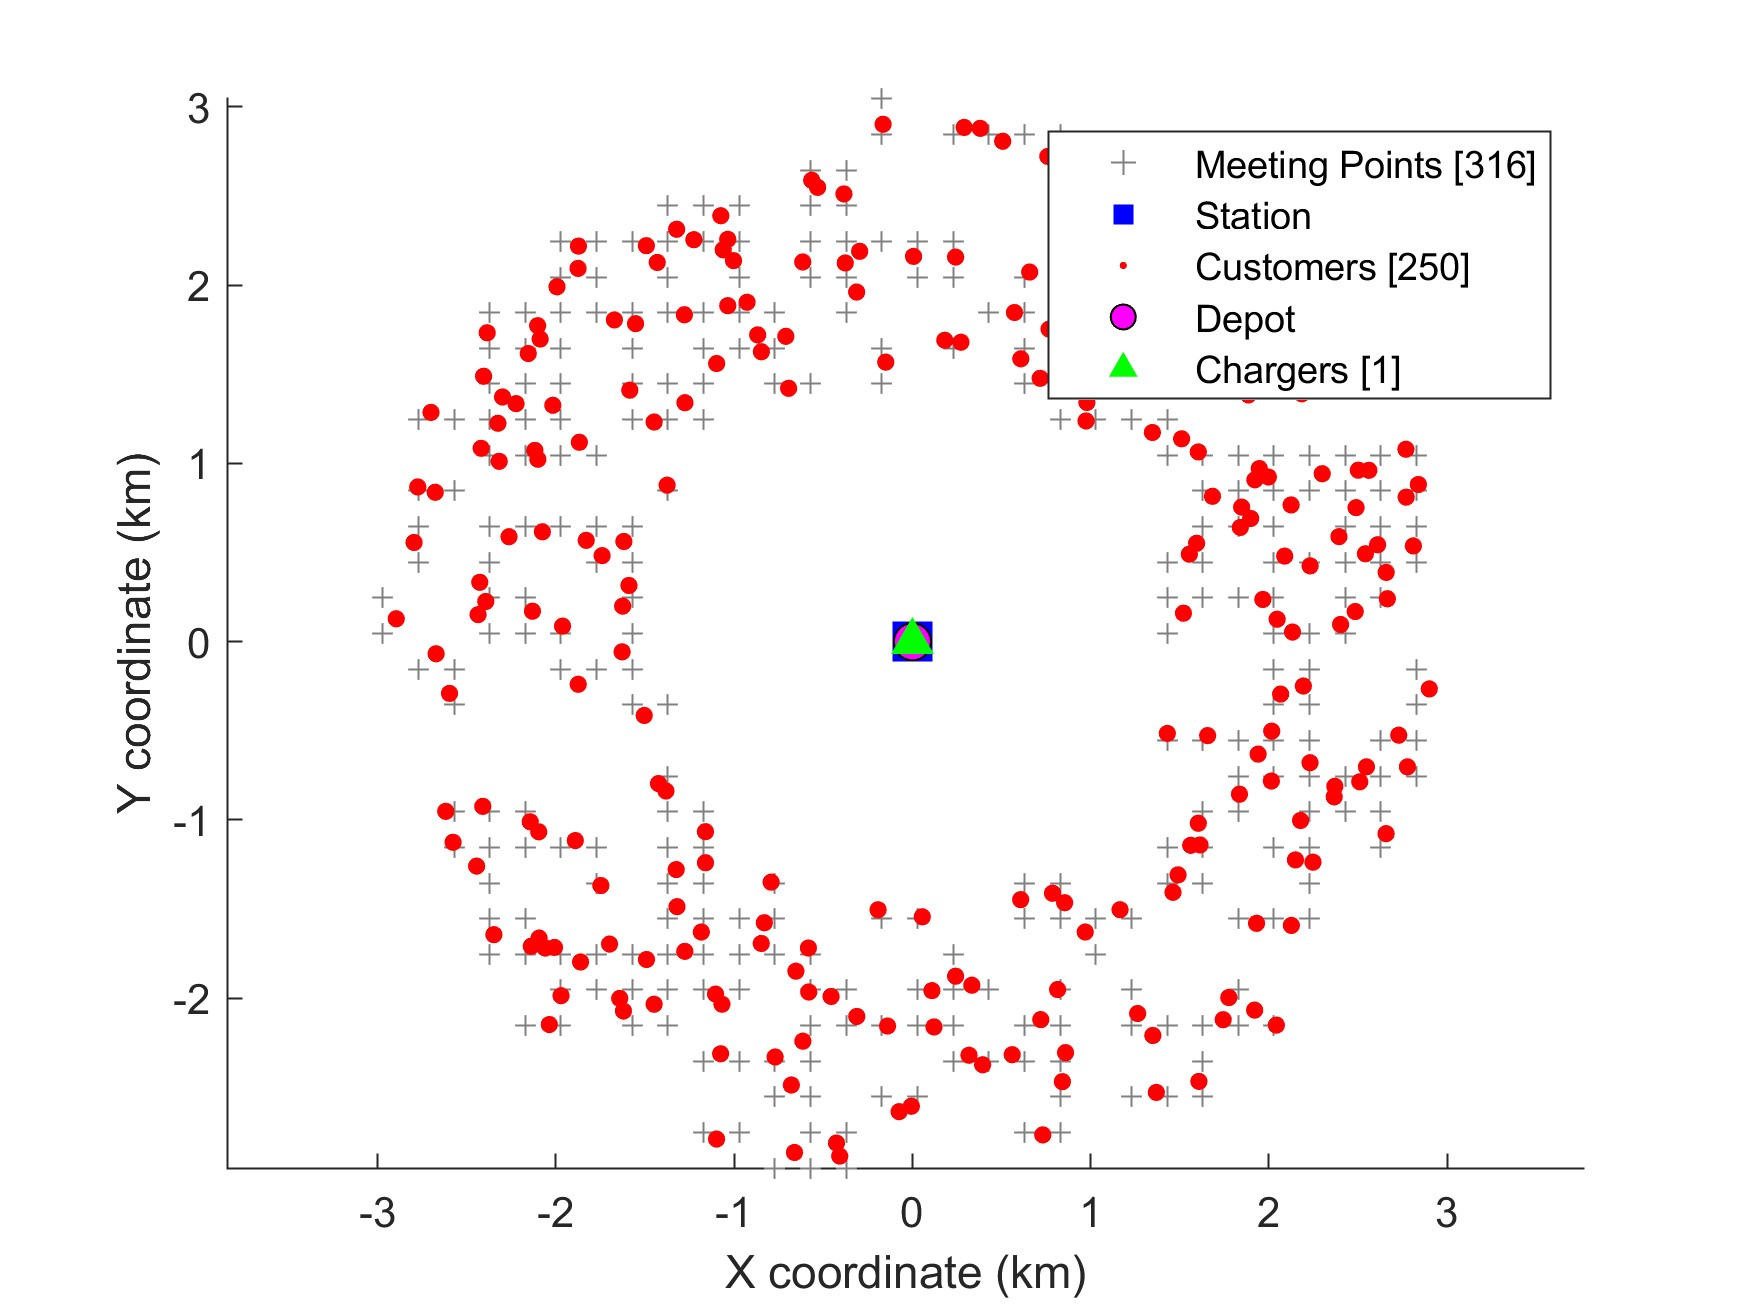 3
2
1
0
-1
-2
Y coordinate (km)
-3
-2
-1
0
1
2
3
X coordinate (km)
Meeting Points [316]
Station
Customers [250]
Depot
Chargers [1]